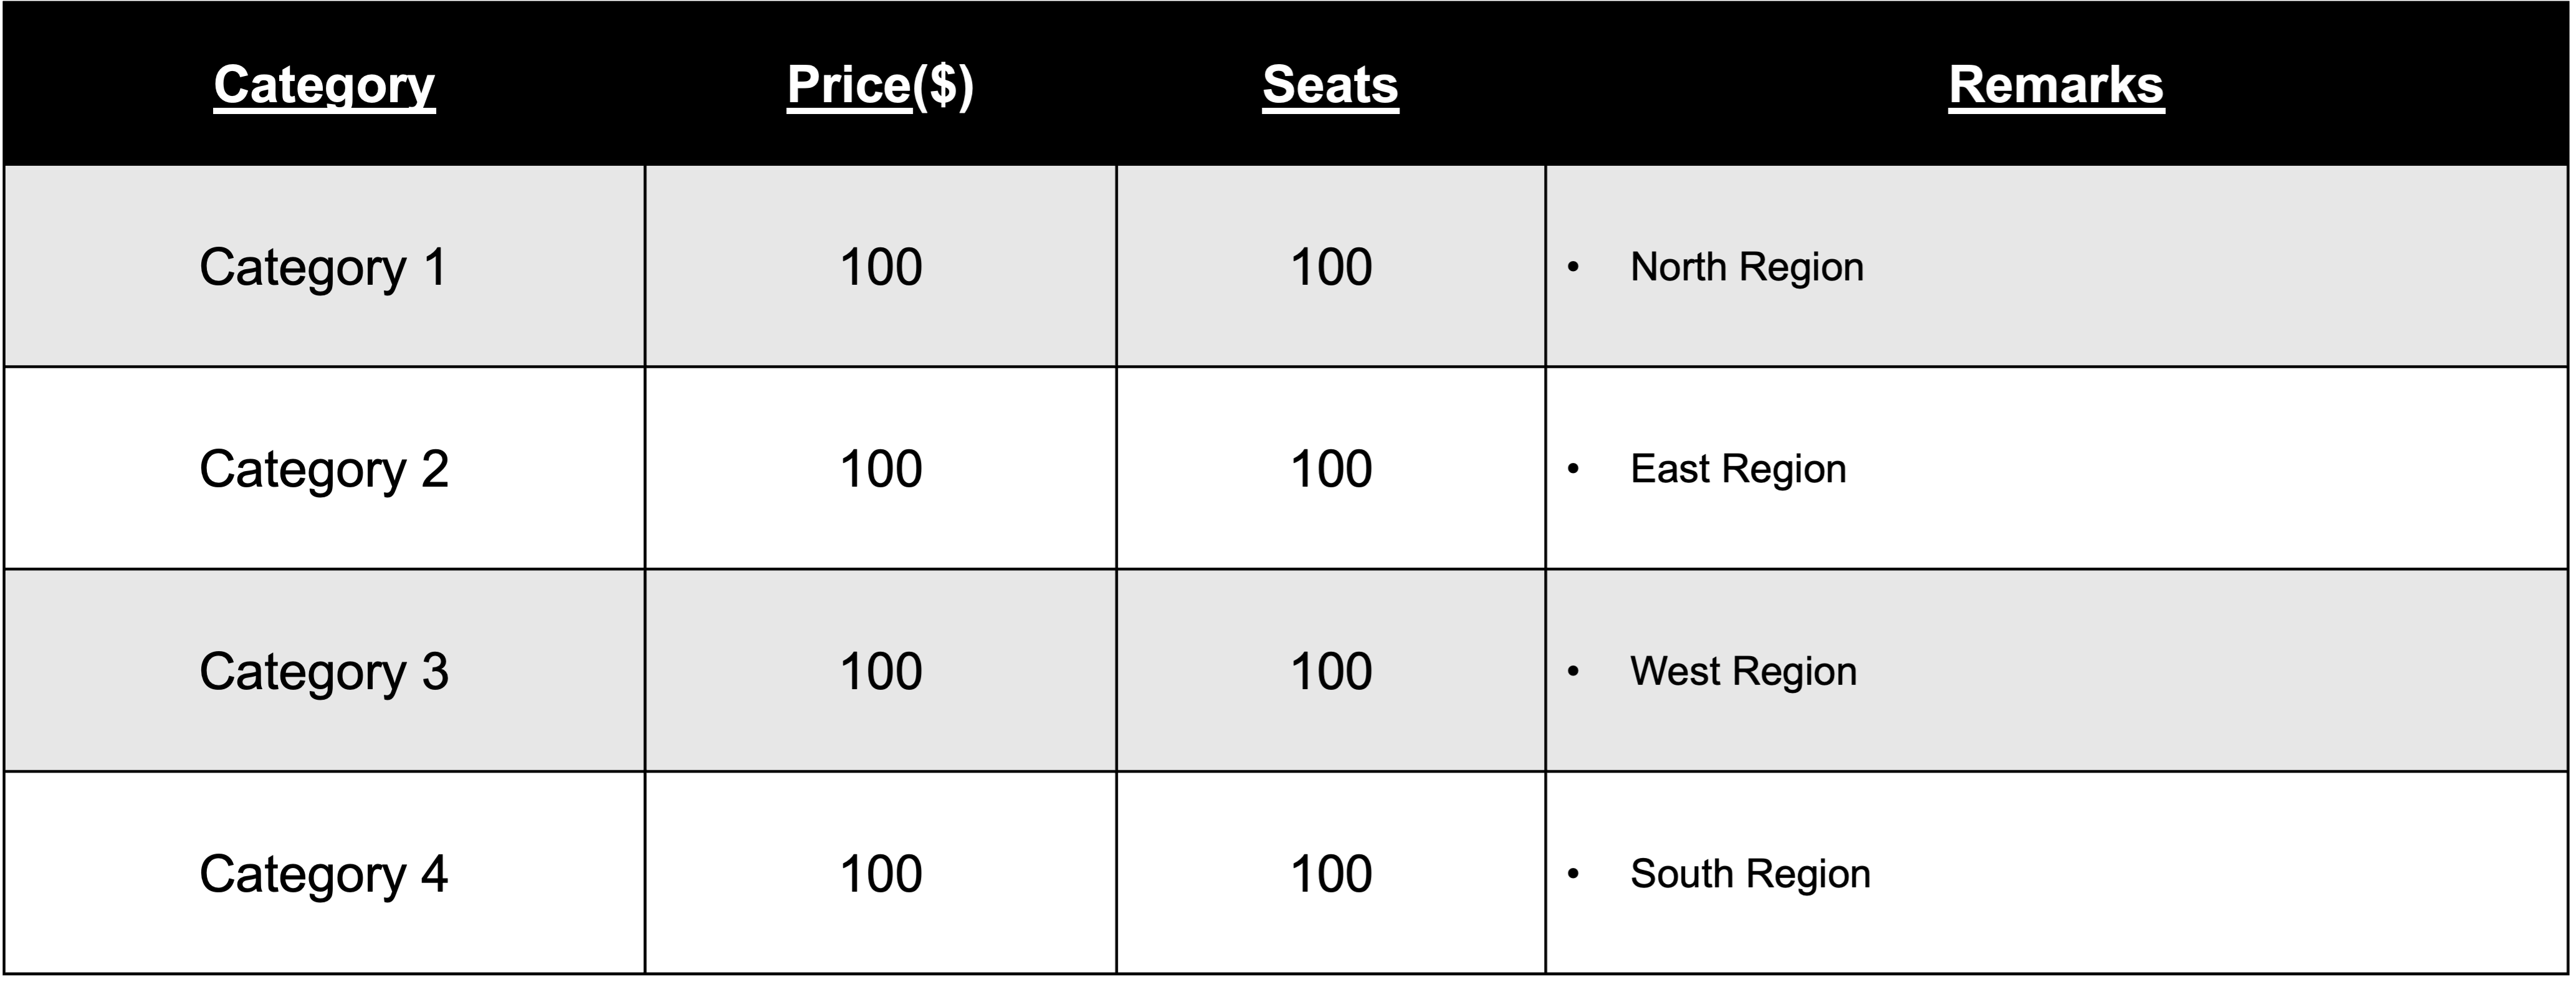 Category Price($) Seats Remarks
Category 1 100 100 • North Region
Category 2 100 100 • East Region
Category 3 100 100 • West Region
Category 4 100 100 • South Region